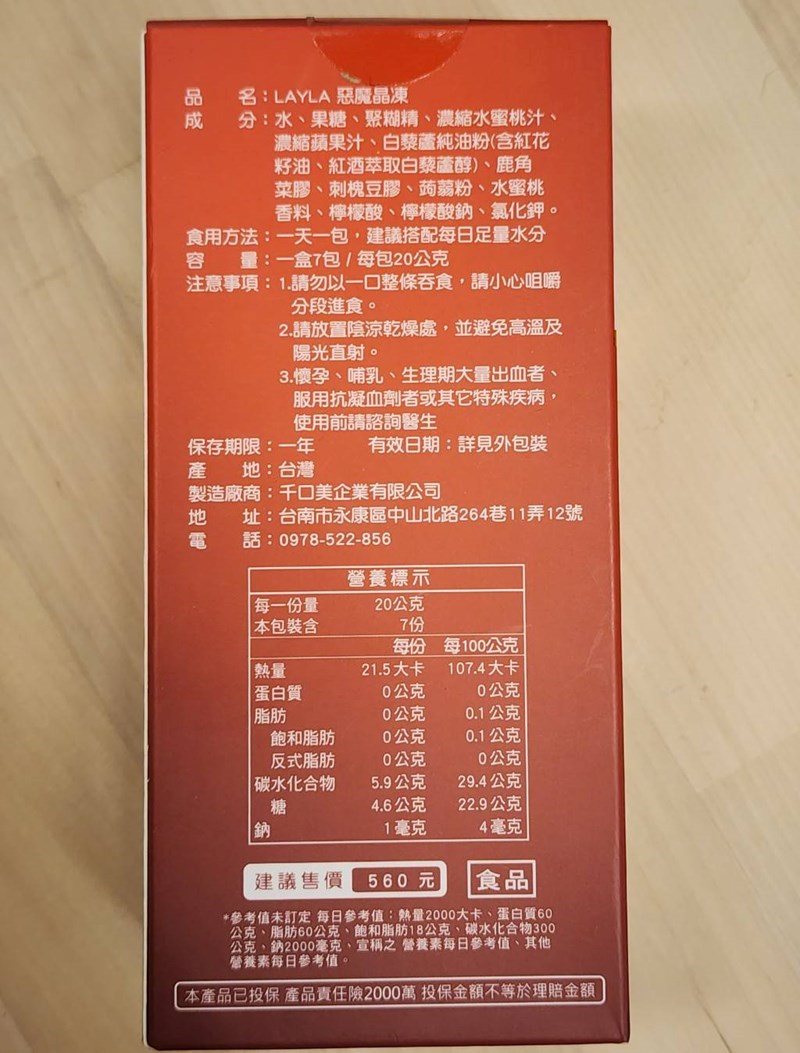 品　　名：LAYLA 惡魔晶凍
成　　分：水、果糖、聚糊精、濃縮水蜜桃汁、
濃縮蘋果汁、白藜蘆純油粉(含紅花
籽油、紅酒萃取白藜蘆醇)、鹿角
菜膠、刺槐豆膠、蒟蒻粉、水蜜桃
香料、檸檬酸、檸檬酸鈉、氯化鉀。
食用方法：一天一包，建議搭配每日足量水分
容　　量：一盒7包 / 每包20公克
注意事項：1.請勿以一口整條吞食，請小心咀嚼
分段進食。
2.請放置陰涼乾燥處，並避免高溫及
陽光直射。
3.懷孕、哺乳、生理期大量出血者、
服用抗凝血劑者或其它特殊疾病，
使用前請諮詢醫生
保存期限：一年　　有效日期：詳見外包裝
產　　地：台灣
製造廠商：千口美企業有限公司
地　　址：台南市永康區中山北路264巷11弄12號
電　　話：0978-522-856
營養標示
每一份量 20公克
本包裝含 7份
每份 每100公克
熱量 21.5大卡 107.4大卡
蛋白質 0公克 0公克
脂肪 0公克 0.1公克
飽和脂肪 0公克 0.1公克
反式脂肪 0公克 0公克
碳水化合物 5.9公克 29.4公克
糖 4.6公克 22.9公克
鈉 1毫克 4毫克
建議售價 560元 食品
*參考值未訂定 每日參考值：熱量2000大卡、蛋白質60
公克、脂肪60公克、飽和脂肪18公克、碳水化合物300
公克、鈉2000毫克、宣稱之 營養素每日參考值、其他
營養素每日參考值。
本產品已投保 產品責任險2000萬 投保金額不等於理賠金額